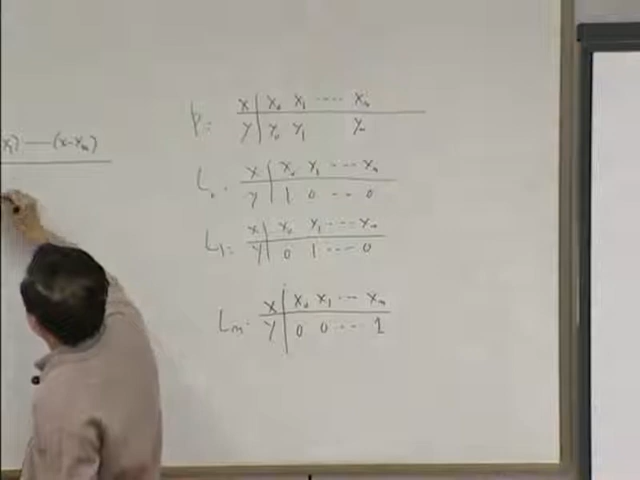 x₁) —— (x-xₙ)
P: x | x₀ x₁ ···· xₙ
y | y₀ y₁ yₙ
L₀: x | x₀ x₁ ···· xₙ
y | 1 0 ··· 0
L₁: x | x₀ x₁ ···· xₙ
y | 0 1 ···· 0
Lₙ: x | x₀ x₁ ··· xₙ
y | 0 0 ··· 1